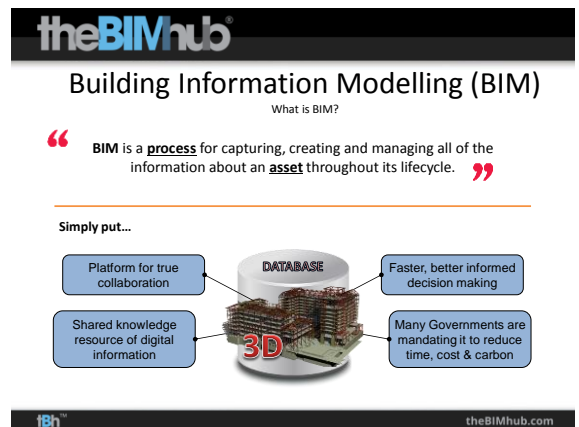 theBIMhub®
Building Information Modelling (BIM)
What is BIM?
“ BIM is a process for capturing, creating and managing all of the
information about an asset throughout its lifecycle. ”
Simply put...
Platform for true
collaboration
DATABASE
Faster, better informed
decision making
Shared knowledge
resource of digital
information
3D
Many Governments are
mandating it to reduce
time, cost & carbon
tBh™
theBIMhub.com